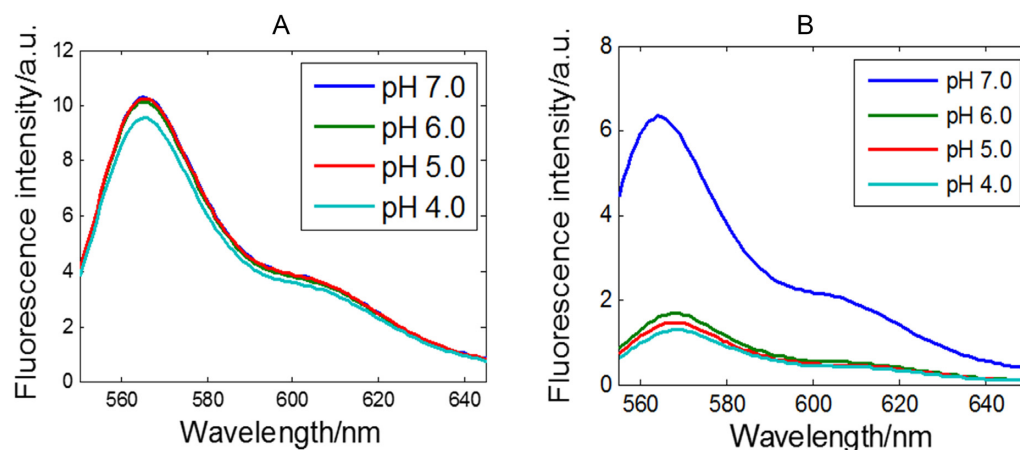 A
Fluorescence intensity/a.u.
12
10
8
6
4
2
0
pH 7.0
pH 6.0
pH 5.0
pH 4.0
560 580 600 620 640
Wavelength/nm
B
Fluorescence intensity/a.u.
8
6
4
2
0
pH 7.0
pH 6.0
pH 5.0
pH 4.0
560 580 600 620 640
Wavelength/nm